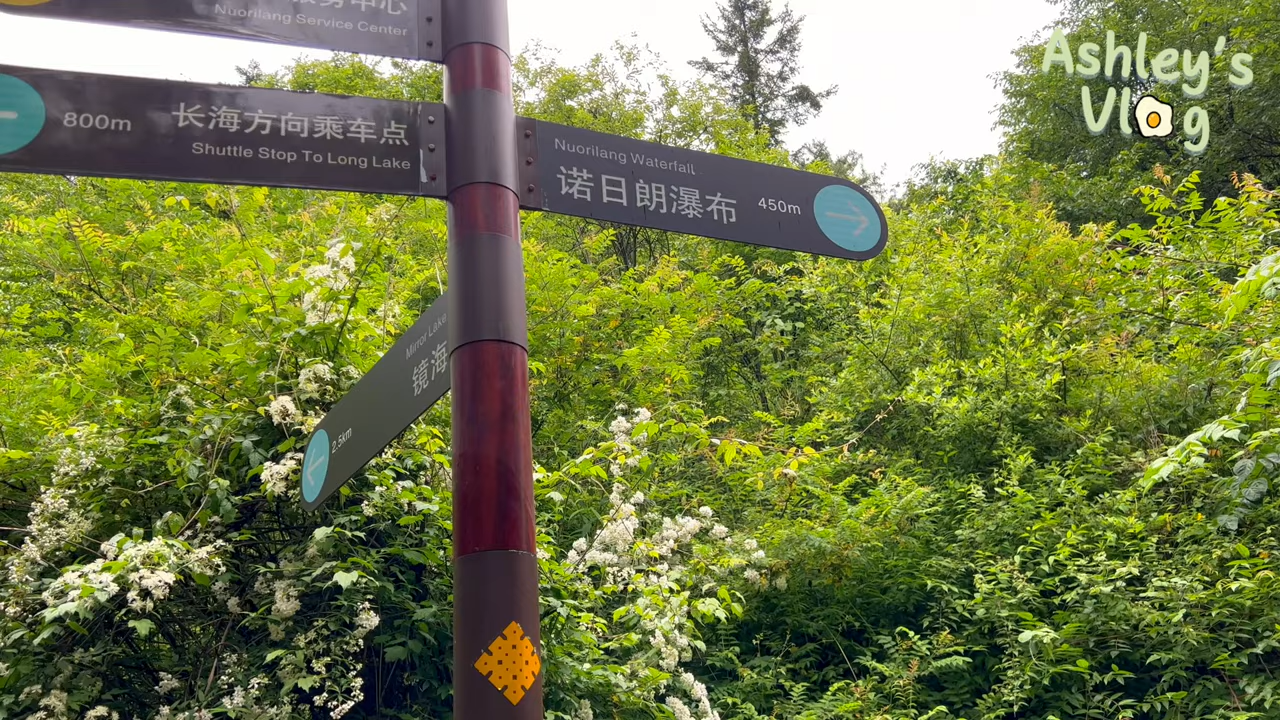 Nuorilang Service Center
800m
长海方向乘车点
Shuttle Stop To Long Lake
Nuorilang Waterfall
诺日朗瀑布
450m
Mirror Lake
镜海
2.5km
Ashley's
Vlog